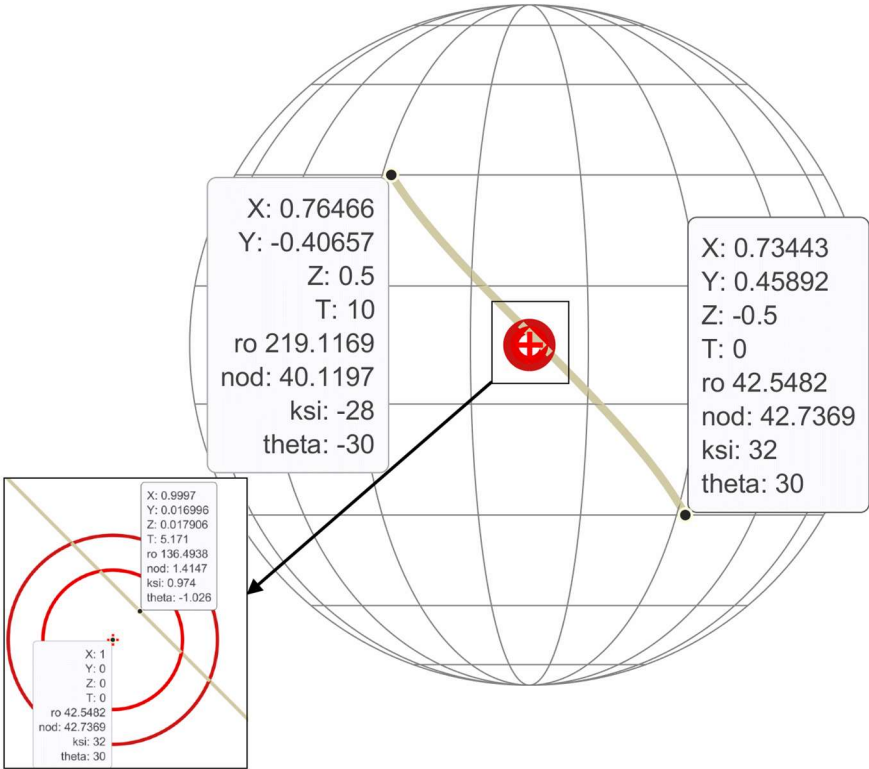 X: 0.76466
Y: -0.40657
Z: 0.5
T: 10
ro 219.1169
nod: 40.1197
ksi: -28
theta: -30
X: 0.73443
Y: 0.45892
Z: -0.5
T: 0
ro 42.5482
nod: 42.7369
ksi: 32
theta: 30
X: 0.9997
Y: 0.016996
Z: 0.017906
T: 5.171
ro 136.4938
nod: 1.4147
ksi: 0.974
theta: -1.026
X: 1
Y: 0
Z: 0
T: 0
ro 42.5482
nod: 42.7369
ksi: 32
theta: 30